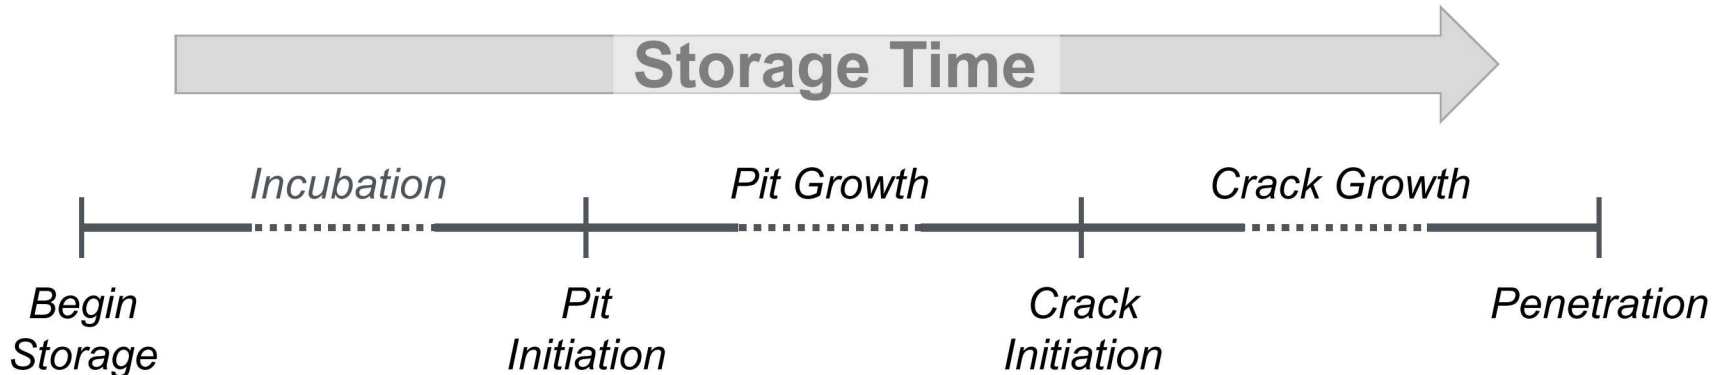 Storage Time
Incubation
Pit Growth
Crack Growth
Begin
Storage
Pit
Initiation
Crack
Initiation
Penetration